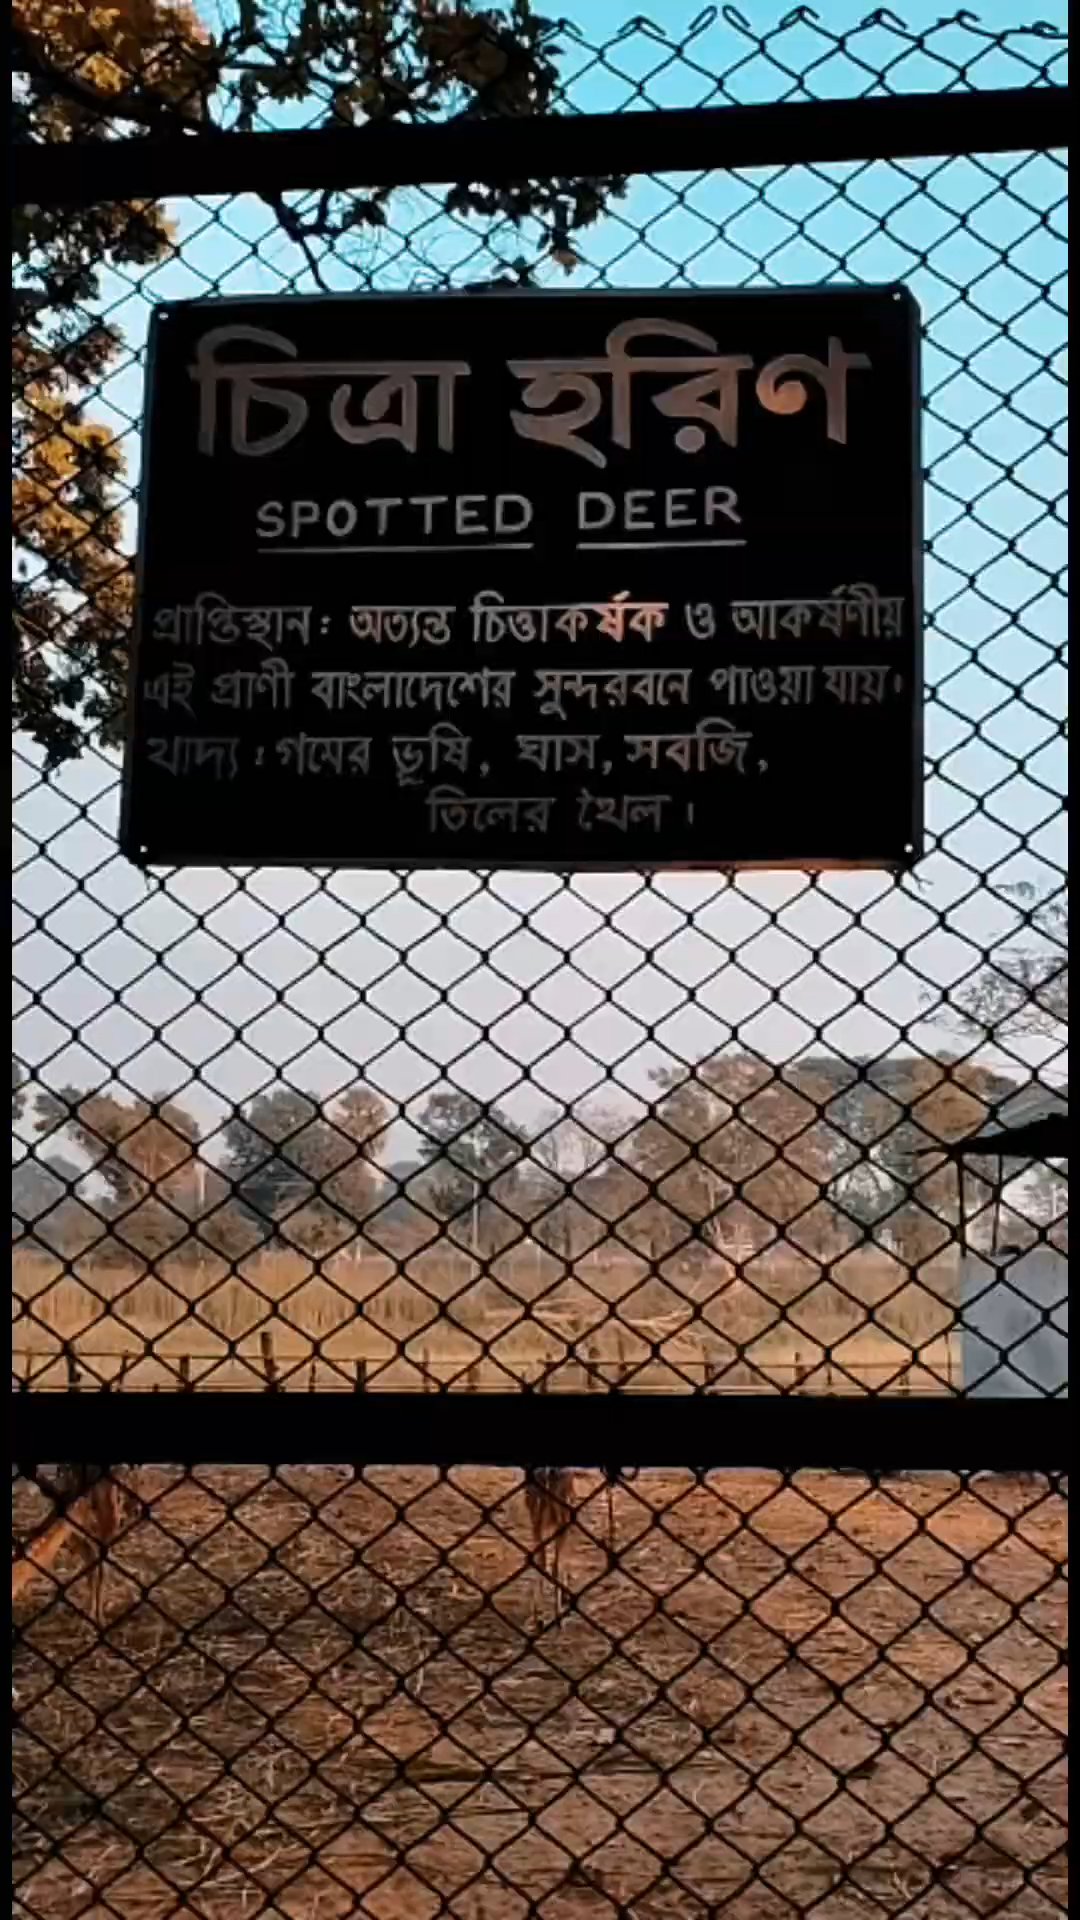 চিত্রা হরিণ
SPOTTED DEER
প্রাপ্তিস্থান: অত্যন্ত চিত্তাকর্ষক ও আকর্ষণীয়
এই প্রাণী বাংলাদেশের সুন্দরবনে পাওয়া যায়।
খাদ্য : গমের ভূষি, ঘাস, সবজি,
তিলের খৈল ।